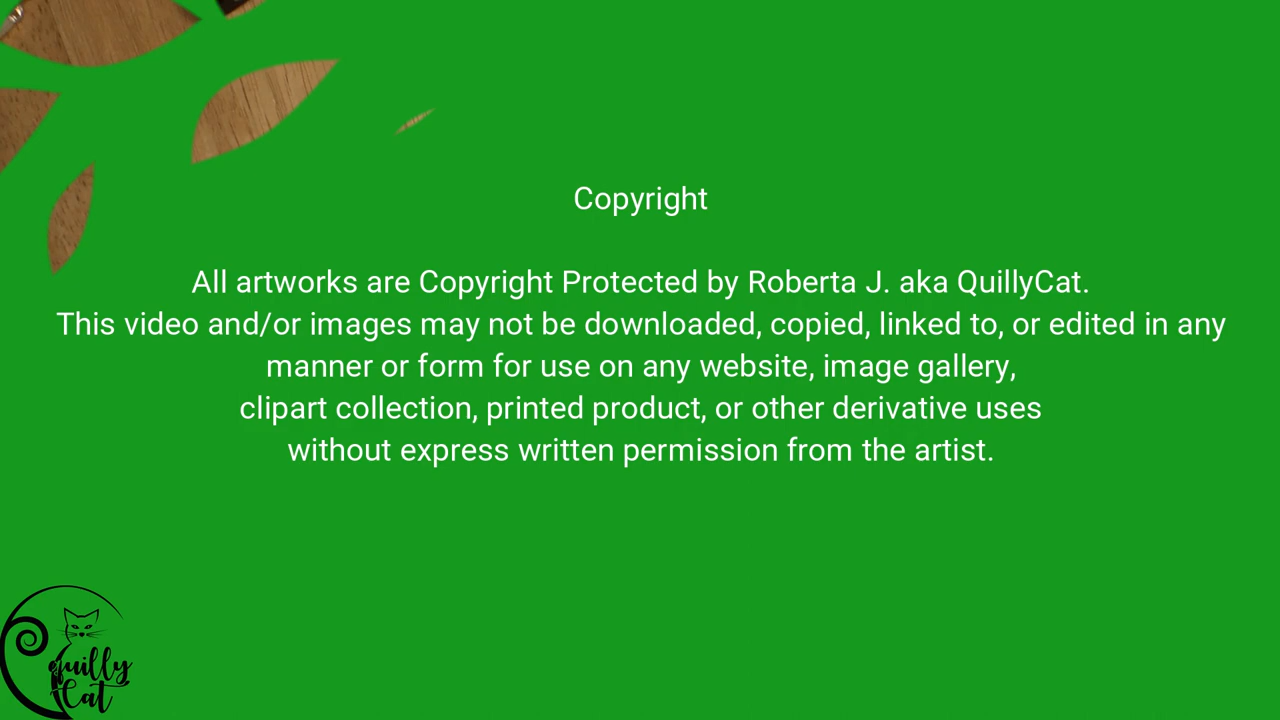 Copyright
All artworks are Copyright Protected by Roberta J. aka QuillyCat.
This video and/or images may not be downloaded, copied, linked to, or edited in any
manner or form for use on any website, image gallery,
clipart collection, printed product, or other derivative uses
without express written permission from the artist.
quilly
Cat